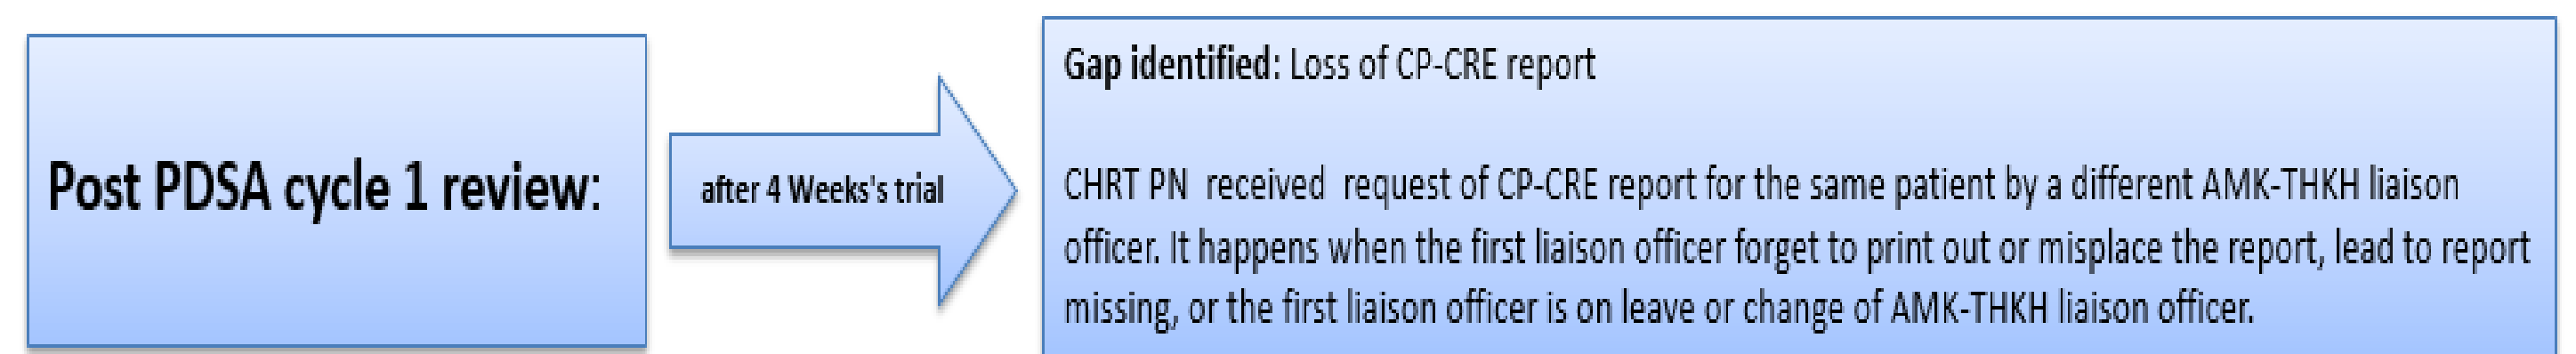 Post PDSA cycle 1 review:
after 4 Weeks's trial
Gap identified: Loss of CP-CRE report
CHRT PN received request of CP-CRE report for the same patient by a different AMK-THKH liaison
officer. It happens when the first liaison officer forget to print out or misplace the report, lead to report
missing, or the first liaison officer is on leave or change of AMK-THKH liaison officer.